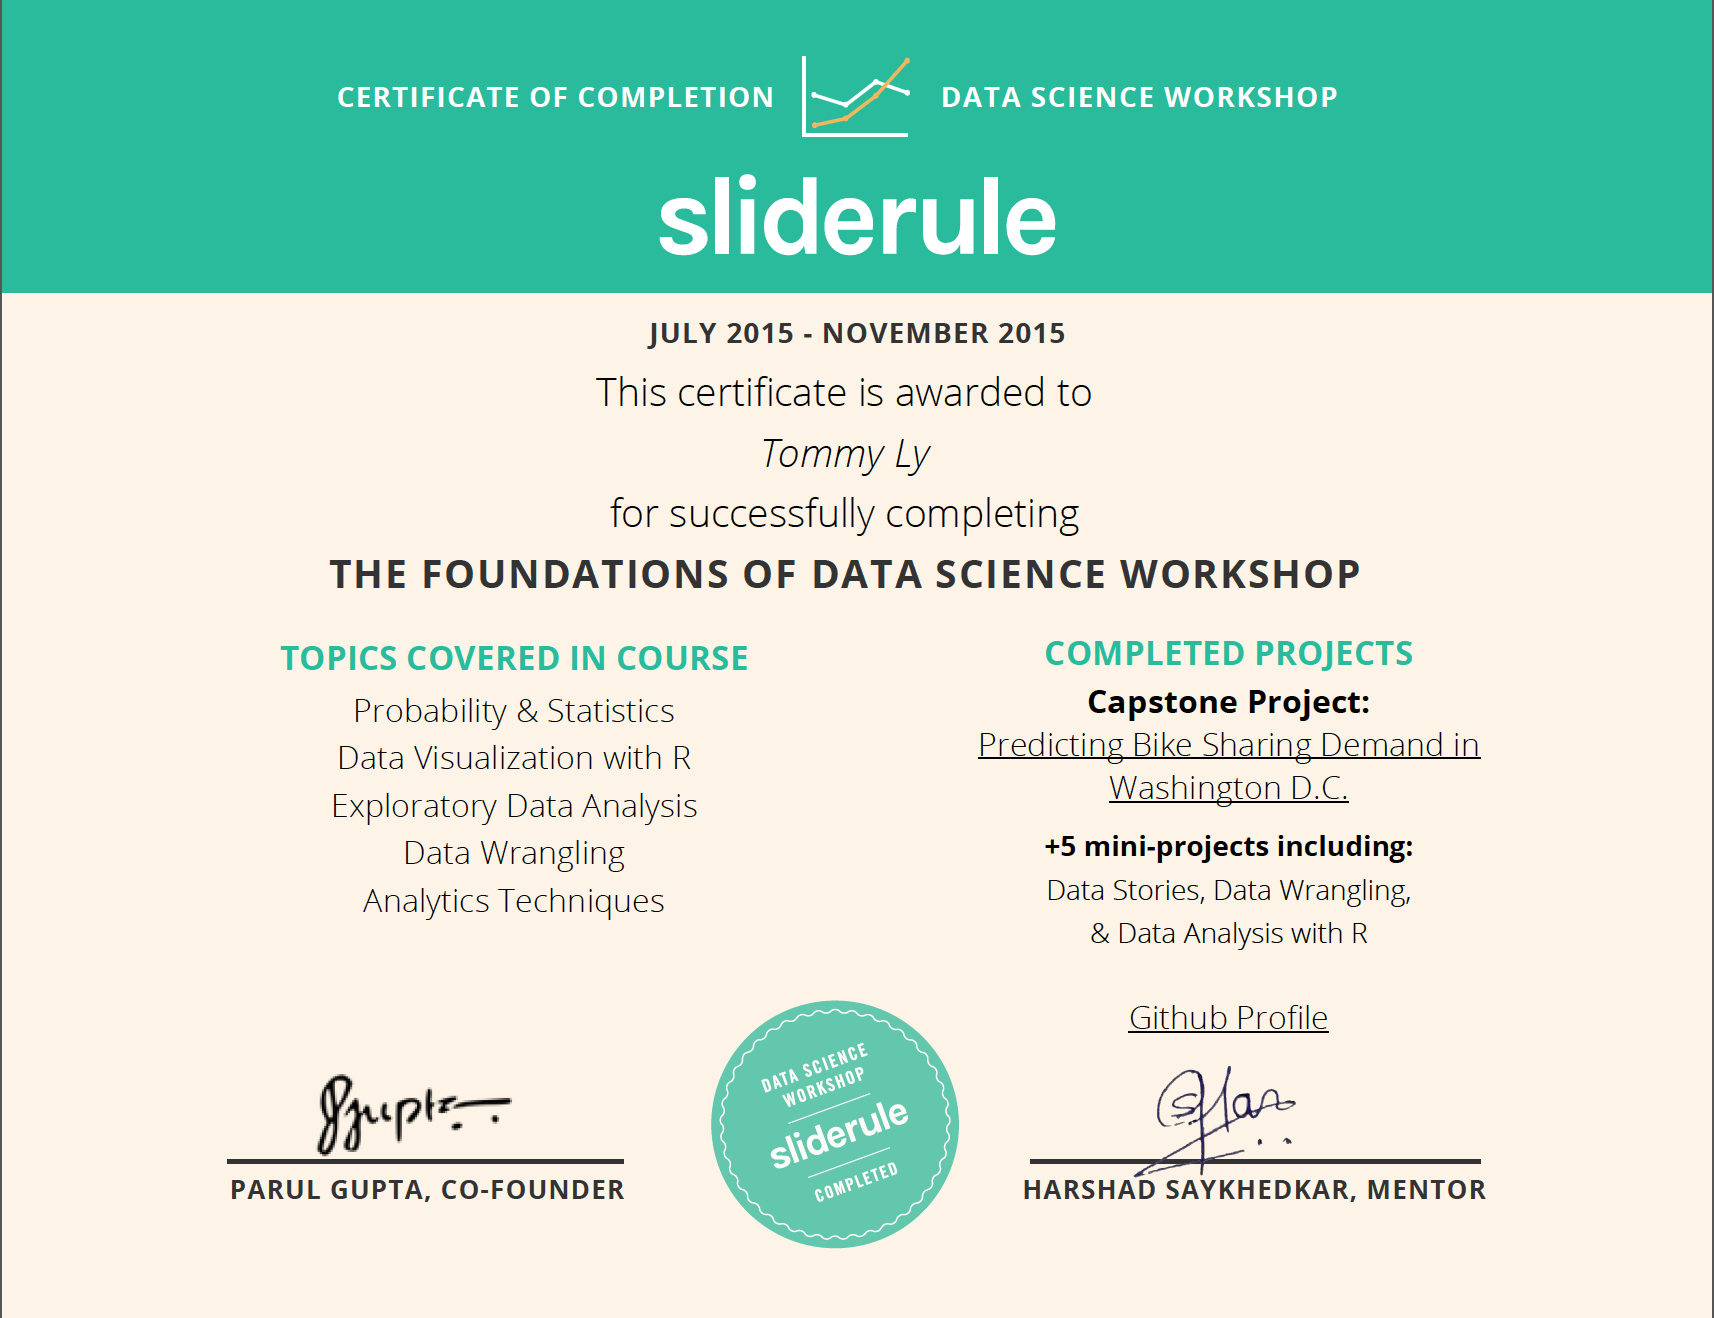 CERTIFICATE OF COMPLETION DATA SCIENCE WORKSHOP
sliderule
JULY 2015 - NOVEMBER 2015
This certificate is awarded to
Tommy Ly
for successfully completing
THE FOUNDATIONS OF DATA SCIENCE WORKSHOP
TOPICS COVERED IN COURSE
Probability & Statistics
Data Visualization with R
Exploratory Data Analysis
Data Wrangling
Analytics Techniques
COMPLETED PROJECTS
Capstone Project:
Predicting Bike Sharing Demand in
Washington D.C.
+5 mini-projects including:
Data Stories, Data Wrangling,
& Data Analysis with R
Github Profile
PARUL GUPTA, CO-FOUNDER
DATA SCIENCE
WORKSHOP
sliderule
COMPLETED
HARSHAD SAYKHEDKAR, MENTOR